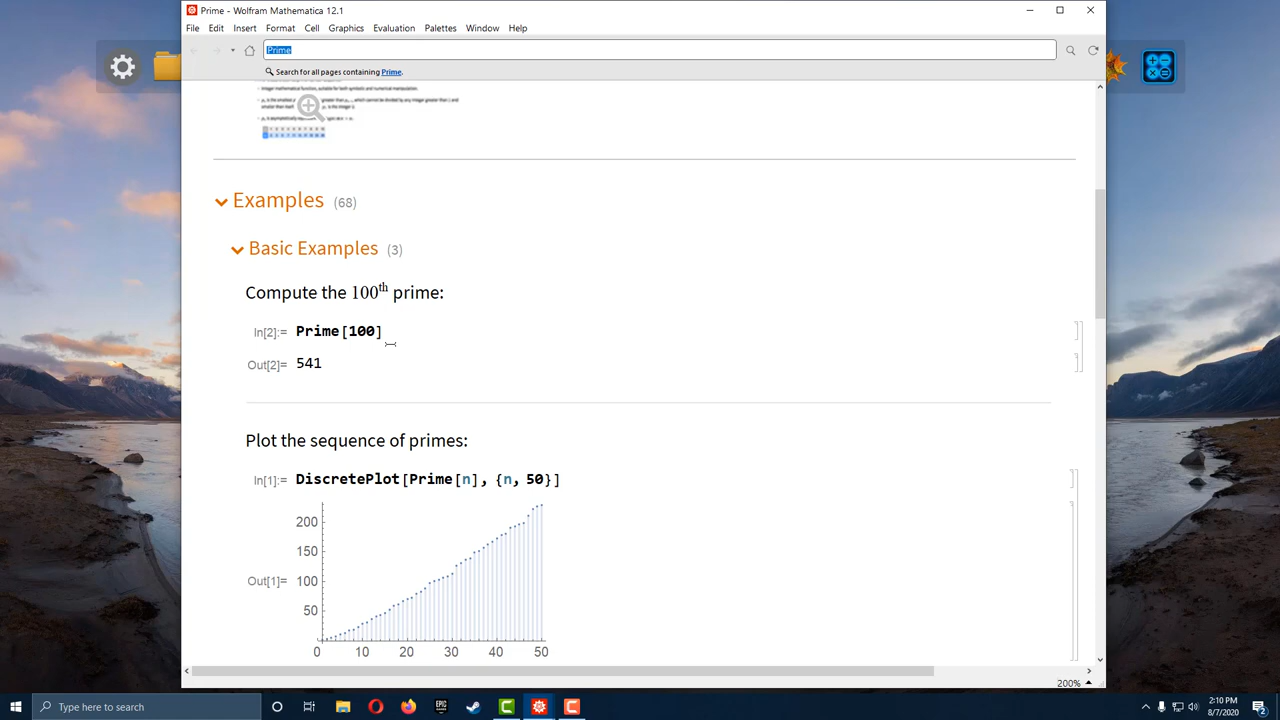 Prime - Wolfram Mathematica 12.1
File Edit Insert Format Cell Graphics Evaluation Palettes Window Help
Prime
Search for all pages containing Prime.
Examples (68)
Basic Examples (3)
Compute the 100th prime:
In[2]:= Prime[100]
Out[2]= 541
Plot the sequence of primes:
In[1]:= DiscretePlot[Prime[n], {n, 50}]
200
150
Out[1]= 100
50
0 10 20 30 40 50
200%
Type here to search
EPIC GAMES
2:10 PM
8/7/2020
2